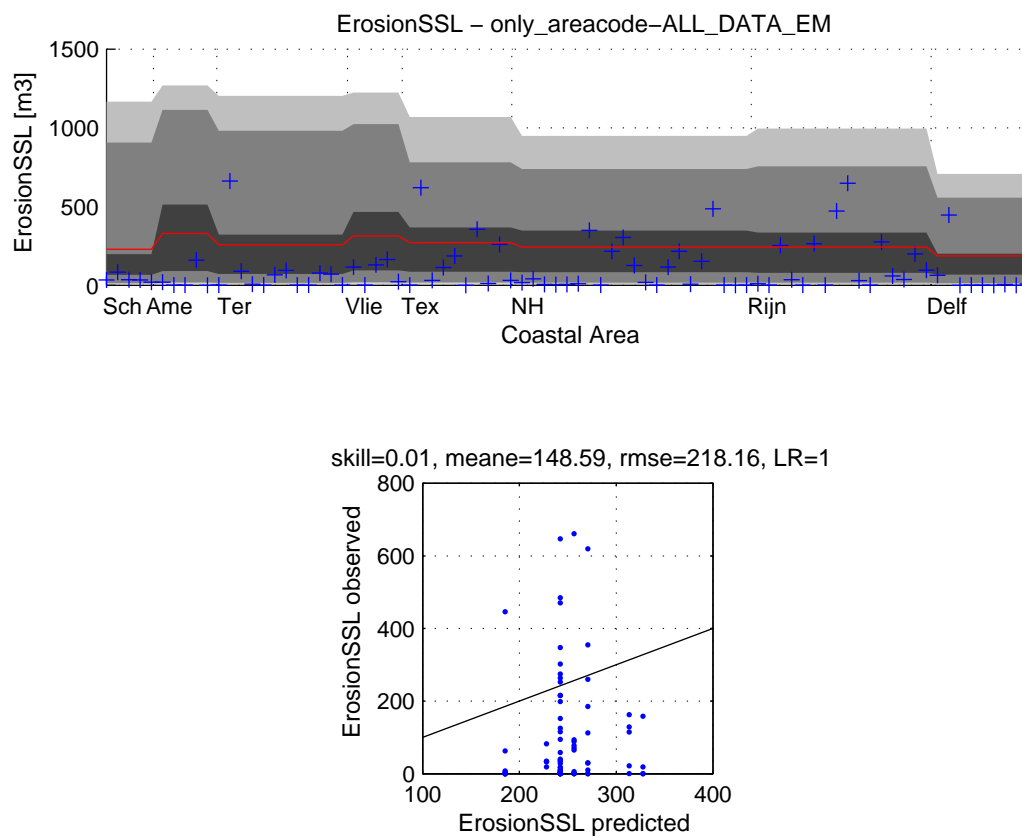 ErosionSSL – only_areacode–ALL_DATA_EM
1500
1000
500
0
ErosionSSL [m3]
Sch Ame Ter Vlie Tex NH Rijn Delf
Coastal Area
skill=0.01, meane=148.59, rmse=218.16, LR=1
800
600
400
200
0
ErosionSSL observed
100 200 300 400
ErosionSSL predicted